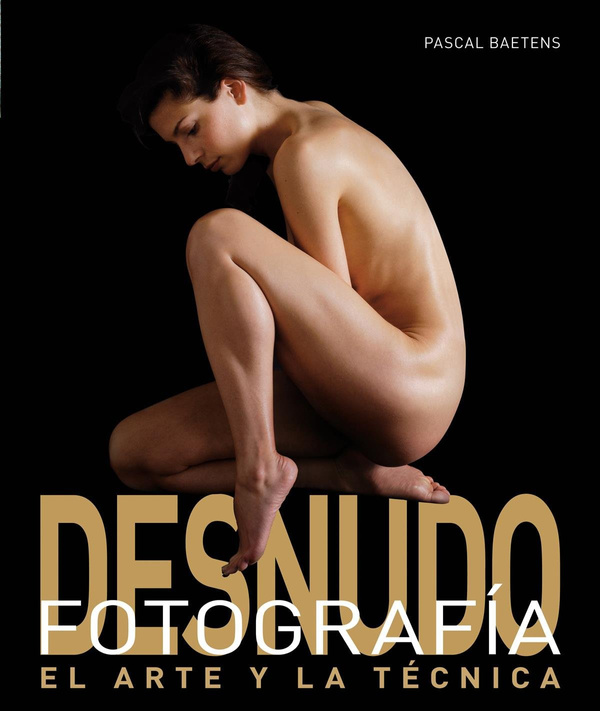 PASCAL BAETENS
DESNUDO
FOTOGRAFÍA
EL ARTE Y LA TÉCNICA